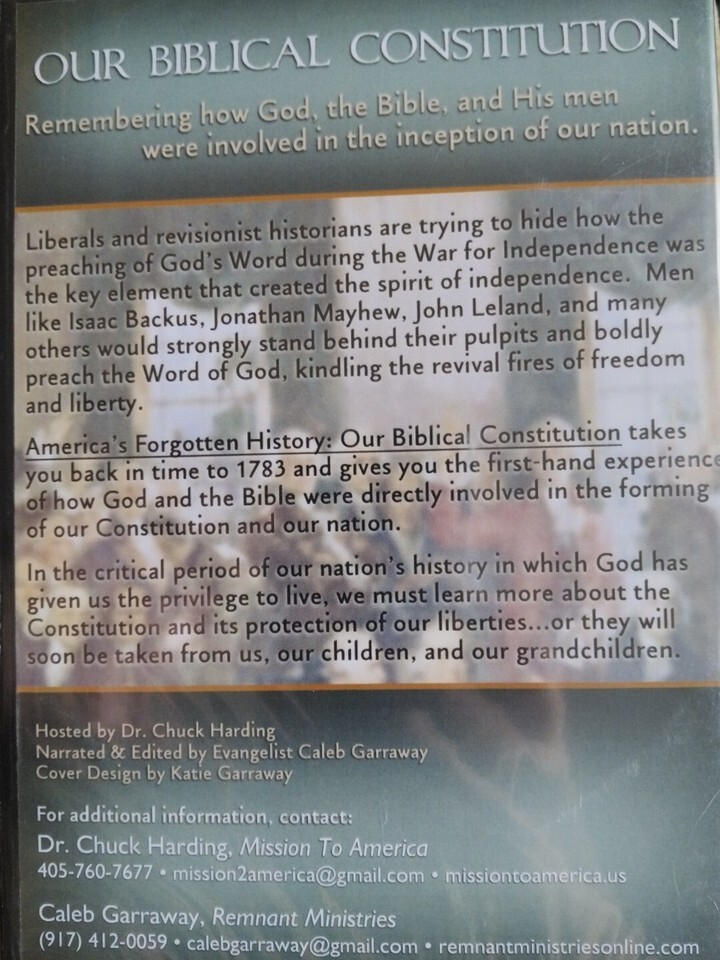 OUR BIBLICAL CONSTITUTION
Remembering how God, the Bible, and His men
were involved in the inception of our nation.
Liberals and revisionist historians are trying to hide how the
preaching of God's Word during the War for Independence was
the key element that created the spirit of independence. Men
like Isaac Backus, Jonathan Mayhew, John Leland, and many
others would strongly stand behind their pulpits and boldly
preach the Word of God, kindling the revival fires of freedom
and liberty.
America's Forgotten History: Our Biblical Constitution takes
you back in time to 1783 and gives you the first-hand experience
of how God and the Bible were directly involved in the forming
of our Constitution and our nation.
In the critical period of our nation's history in which God has
given us the privilege to live, we must learn more about the
Constitution and its protection of our liberties...or they will
soon be taken from us, our children, and our grandchildren.
Hosted by Dr. Chuck Harding
Narrated & Edited by Evangelist Caleb Garraway
Cover Design by Katie Garraway
For additional information, contact:
Dr. Chuck Harding, Mission To America
405-760-7677 • mission2america@gmail.com • missiontoamerica.us
Caleb Garraway, Remnant Ministries
(917) 412-0059 • calebgarraway@gmail.com • remnantministriesonline.com